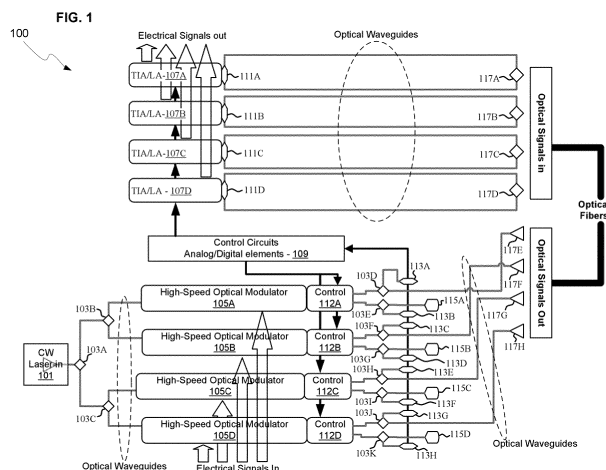 FIG. 1
100
Electrical Signals out
Optical Waveguides
TIA/LA-107A
111A
117A
TIA/LA-107B
111B
117B
TIA/LA-107C
111C
117C
TIA/LA - 107D
111D
117D
Optical Signals in
Optical
Fibers
Control Circuits
Analog/Digital elements - 109
117E
117F
117G
117H
Optical Signals Out
CW
Laser in
101
103A
103B
103C
High-Speed Optical Modulator
105A
Control
112A
103D
113A
103E
115A
113B
High-Speed Optical Modulator
105B
Control
112B
103F
113C
103G
115B
113D
High-Speed Optical Modulator
105C
Control
112C
103H
113E
103I
115C
113F
High-Speed Optical Modulator
105D
Control
112D
103J
113G
103K
115D
113H
Optical Waveguides
Optical Waveguides
Electrical Signals In